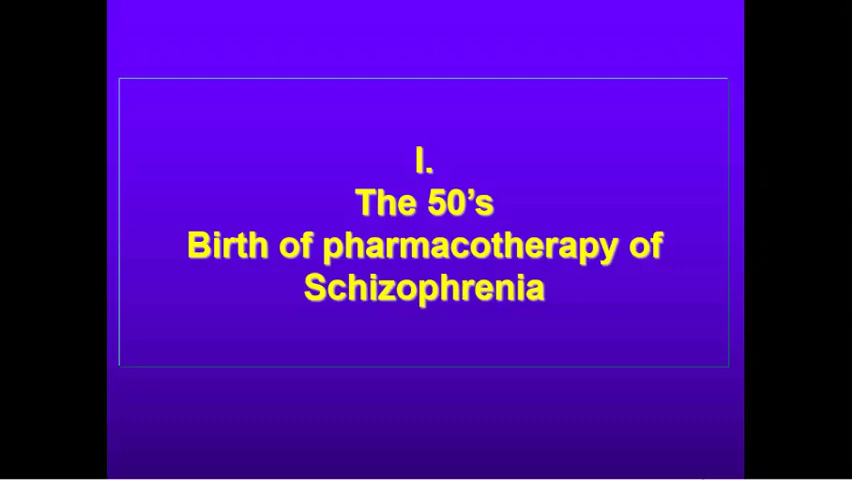 I.
The 50’s
Birth of pharmacotherapy of
Schizophrenia